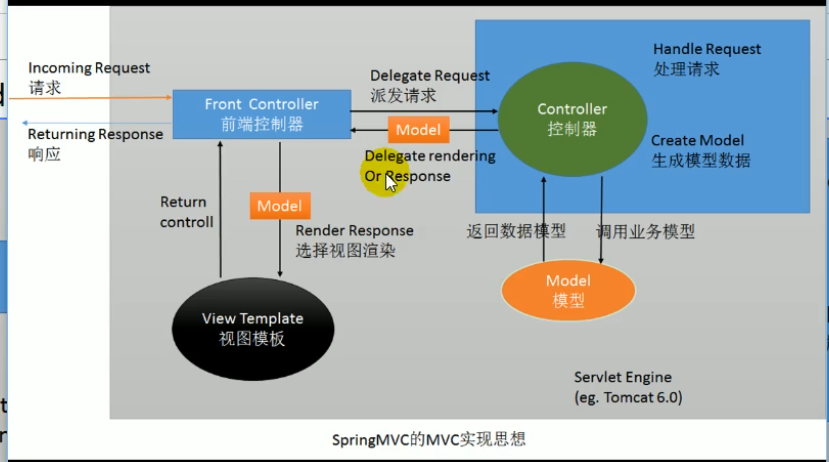 Incoming Request
请求
Returning Response
响应
Front Controller
前端控制器
Delegate Request
派发请求
Model
Delegate rendering
Or Response
Controller
控制器
Handle Request
处理请求
Create Model
生成模型数据
Return
controll
Model
Render Response
选择视图渲染
返回数据模型
调用业务模型
View Template
视图模板
Model
模型
Servlet Engine
(eg. Tomcat 6.0)
SpringMVC的MVC实现思想